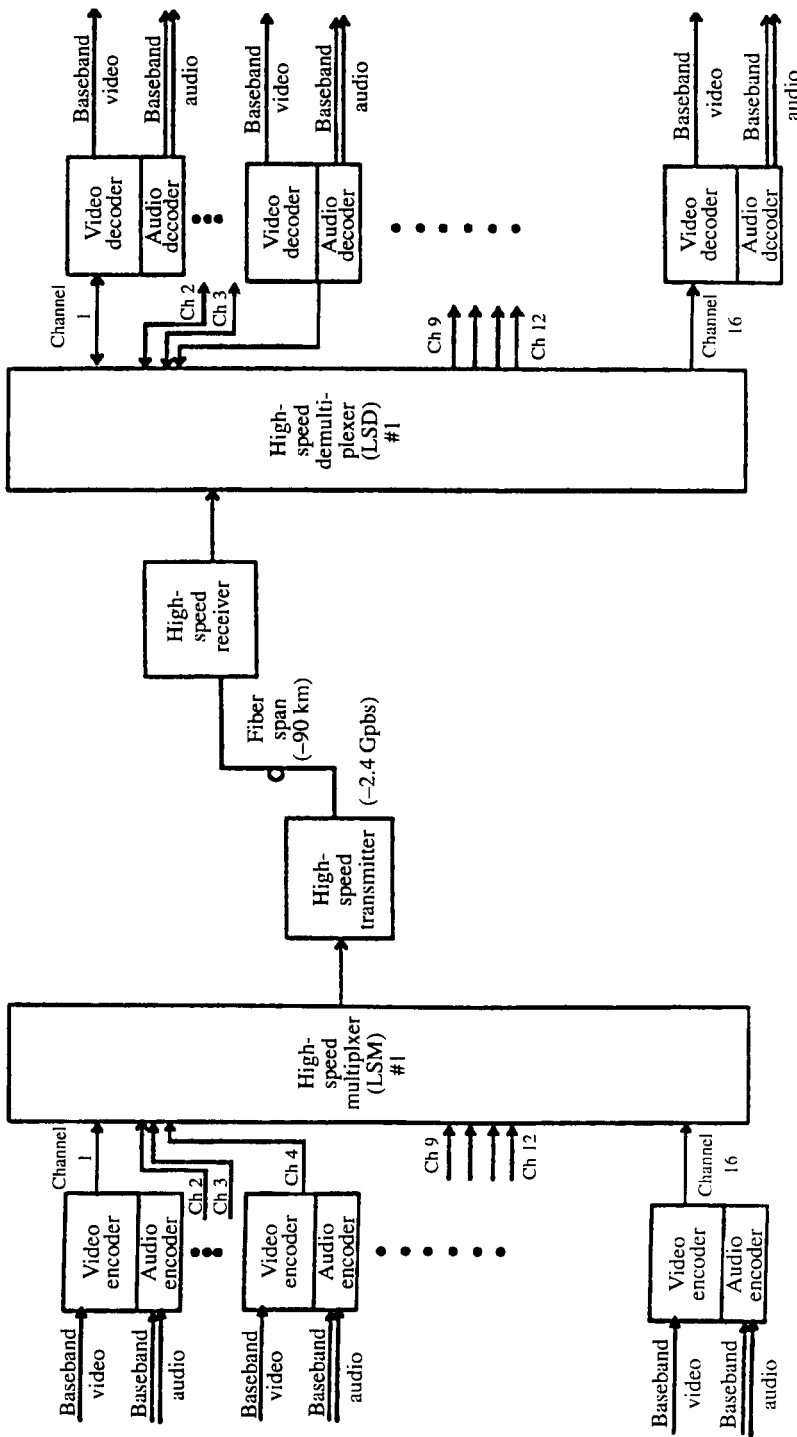 Baseband
video
Baseband
audio
Video
encoder
Audio
encoder
Channel
1
Ch 2
Ch 3
Baseband
video
Baseband
audio
Video
encoder
Audio
encoder
Ch 4
Ch 9
Ch 12
Baseband
video
Baseband
audio
Video
encoder
Audio
encoder
Channel
16
High-
speed
multiplxer
(LSM)
#1
High-
speed
transmitter
(–2.4 Gpbs)
Fiber
span
(–90 km)
High-
speed
receiver
High-
speed
demulti-
plexer
(LSD)
#1
Channel
1
Ch 2
Ch 3
Video
decoder
Audio
decoder
Baseband
video
Baseband
audio
Video
decoder
Audio
decoder
Baseband
video
Baseband
audio
Ch 9
Ch 12
Channel
16
Video
decoder
Audio
decoder
Baseband
video
Baseband
audio